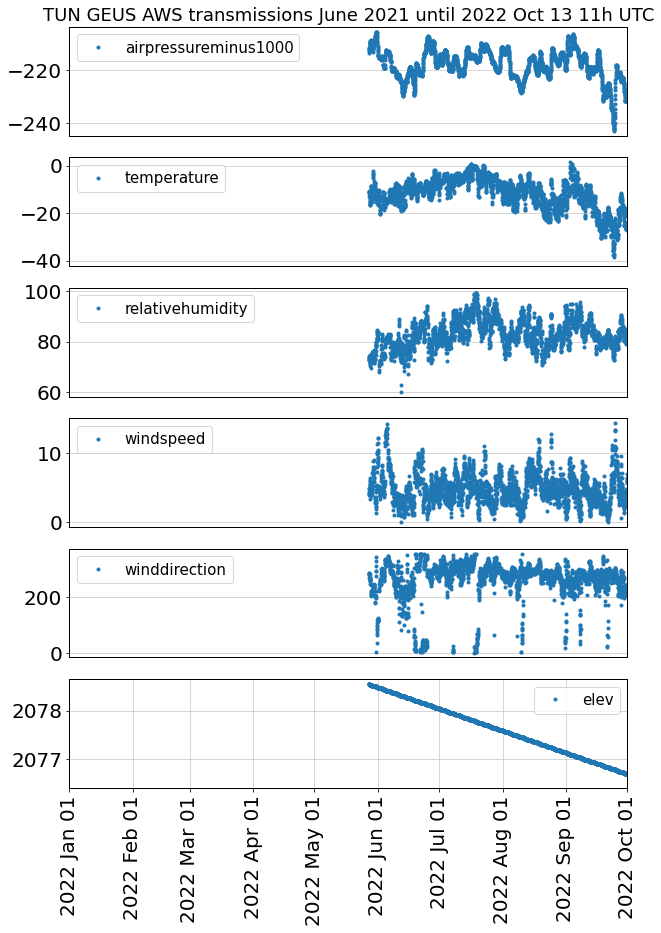 TUN GEUS AWS transmissions June 2021 until 2022 Oct 13 11h UTC
airpressureminus1000
−220
−240
temperature
0
−20
−40
relativehumidity
100
80
60
windspeed
10
0
winddirection
200
0
elev
2078
2077
2022 Jan 01
2022 Feb 01
2022 Mar 01
2022 Apr 01
2022 May 01
2022 Jun 01
2022 Jul 01
2022 Aug 01
2022 Sep 01
2022 Oct 01